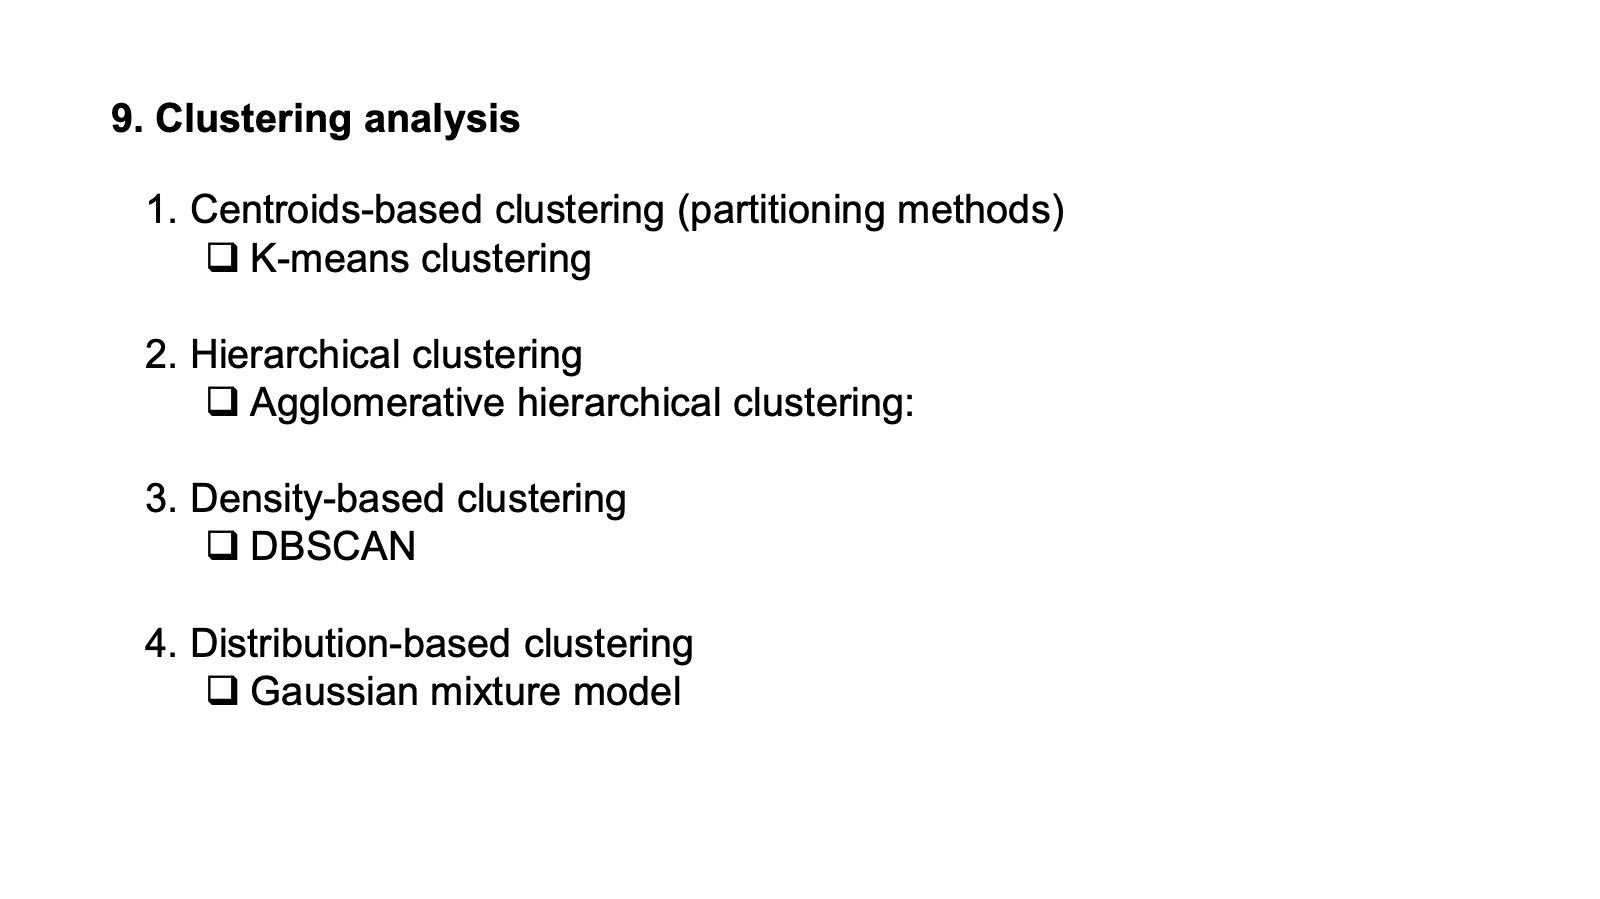 9. Clustering analysis
1. Centroids-based clustering (partitioning methods)
❑ K-means clustering
2. Hierarchical clustering
❑ Agglomerative hierarchical clustering:
3. Density-based clustering
❑ DBSCAN
4. Distribution-based clustering
❑ Gaussian mixture model